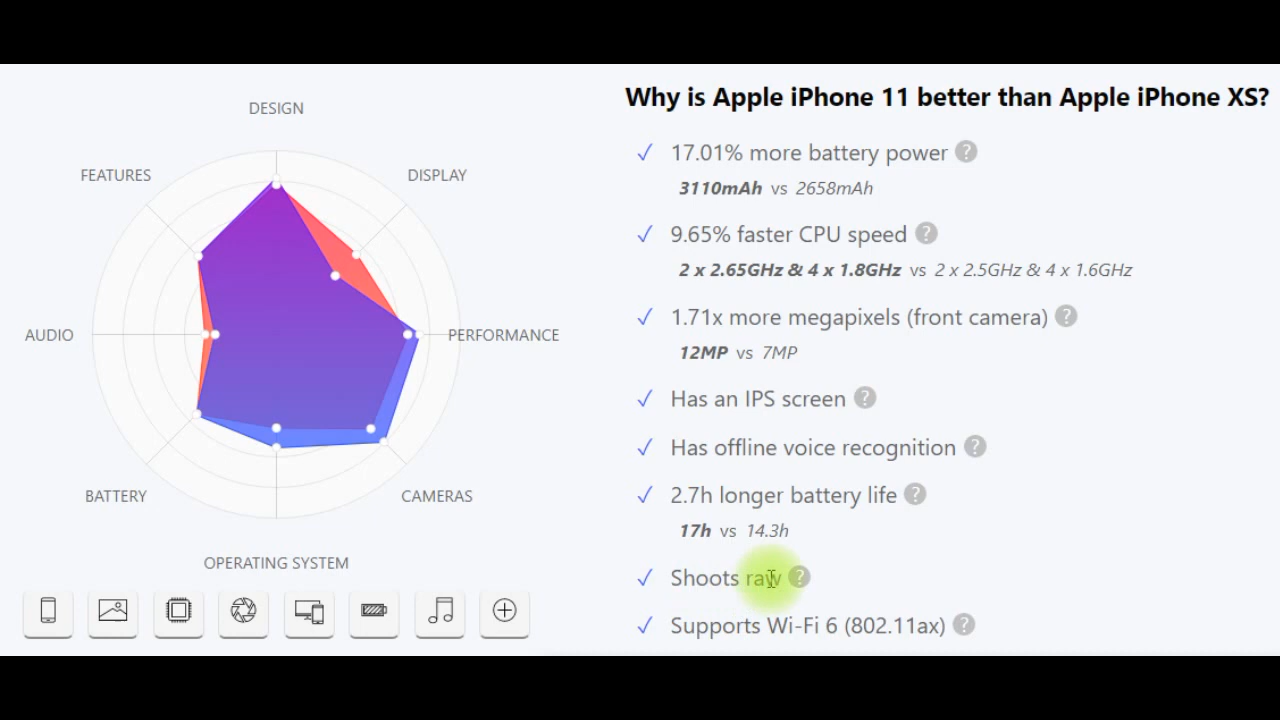 DESIGN
FEATURES
DISPLAY
AUDIO
PERFORMANCE
BATTERY
CAMERAS
OPERATING SYSTEM
Why is Apple iPhone 11 better than Apple iPhone XS?
17.01% more battery power ?
3110mAh vs 2658mAh
9.65% faster CPU speed ?
2 x 2.65GHz & 4 x 1.8GHz vs 2 x 2.5GHz & 4 x 1.6GHz
1.71x more megapixels (front camera) ?
12MP vs 7MP
Has an IPS screen ?
Has offline voice recognition ?
2.7h longer battery life ?
17h vs 14.3h
Shoots raw ?
Supports Wi-Fi 6 (802.11ax) ?